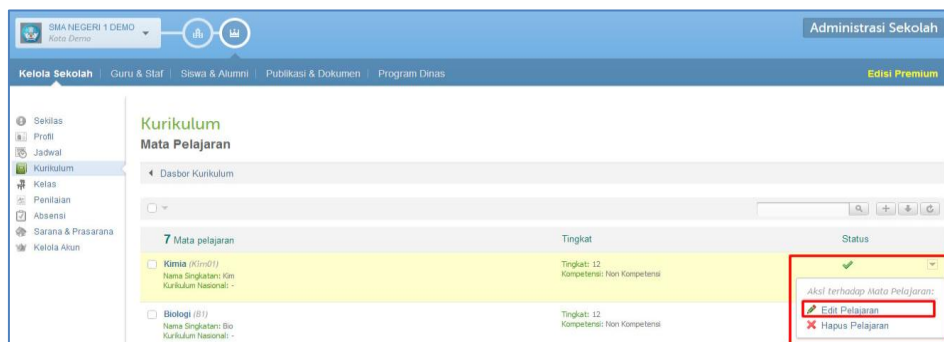 SMA NEGERI 1 DEMO
Kota Demo
Administrasi Sekolah
Kelola Sekolah | Guru & Staf | Siswa & Alumni | Publikasi & Dokumen | Program Dinas
Edisi Premium
Sekilas
Profil
Jadwal
Kurikulum
Kelas
Penilaian
Absensi
Sarana & Prasarana
Kelola Akun
Kurikulum
Mata Pelajaran
Dasbor Kurikulum
7 Mata pelajaran Tingkat Status
Kimia (Kim01)
Nama Singkatan: Kim
Kurikulum Nasional: -
Tingkat: 12
Kompetensi: Non Kompetensi
Aksi terhadap Mata Pelajaran:
Edit Pelajaran
Hapus Pelajaran
Biologi (B1)
Nama Singkatan: Bio
Kurikulum Nasional: -
Tingkat: 12
Kompetensi: Non Kompetensi